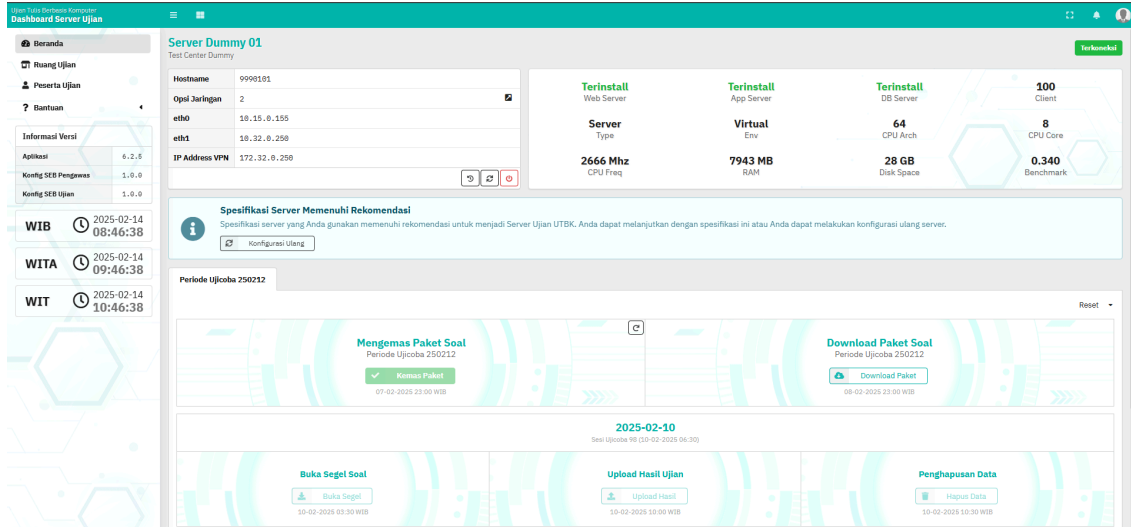 Ujian Tulis Berbasis Komputer
Dashboard Server Ujian
Beranda
Ruang Ujian
Peserta Ujian
Bantuan
Informasi Versi
Aplikasi 6.2.5
Konfig SEB Pengawas 1.0.0
Konfig SEB Ujian 1.0.0
WIB 2025-02-14
08:46:38
WITA 2025-02-14
09:46:38
WIT 2025-02-14
10:46:38
Server Dummy 01
Test Center Dummy
Terkoneksi
Hostname 9990101
Opsi Jaringan 2
eth0 10.15.0.155
eth1 10.32.0.250
IP Address VPN 172.32.0.250
Terinstall Terinstall Terinstall 100
Web Server App Server DB Server Client
Server Virtual 64 8
Type Env CPU Arch CPU Core
2666 Mhz 7943 MB 28 GB 0.340
CPU Freq RAM Disk Space Benchmark
Spesifikasi Server Memenuhi Rekomendasi
Spesifikasi server yang Anda gunakan memenuhi rekomendasi untuk menjadi Server Ujian UTBK. Anda dapat melanjutkan dengan spesifikasi ini atau Anda dapat melakukan konfigurasi ulang server.
Konfigurasi Ulang
Periode Ujicoba 250212
Reset
Mengemas Paket Soal
Periode Ujicoba 250212
Kemas Paket
07-02-2025 23:00 WIB
Download Paket Soal
Periode Ujicoba 250212
Download Paket
08-02-2025 23:00 WIB
2025-02-10
Sesi Ujicoba 98 (10-02-2025 06:30)
Buka Segel Soal
Buka Segel
10-02-2025 03:30 WIB
Upload Hasil Ujian
Upload Hasil
10-02-2025 10:00 WIB
Penghapusan Data
Hapus Data
10-02-2025 10:30 WIB